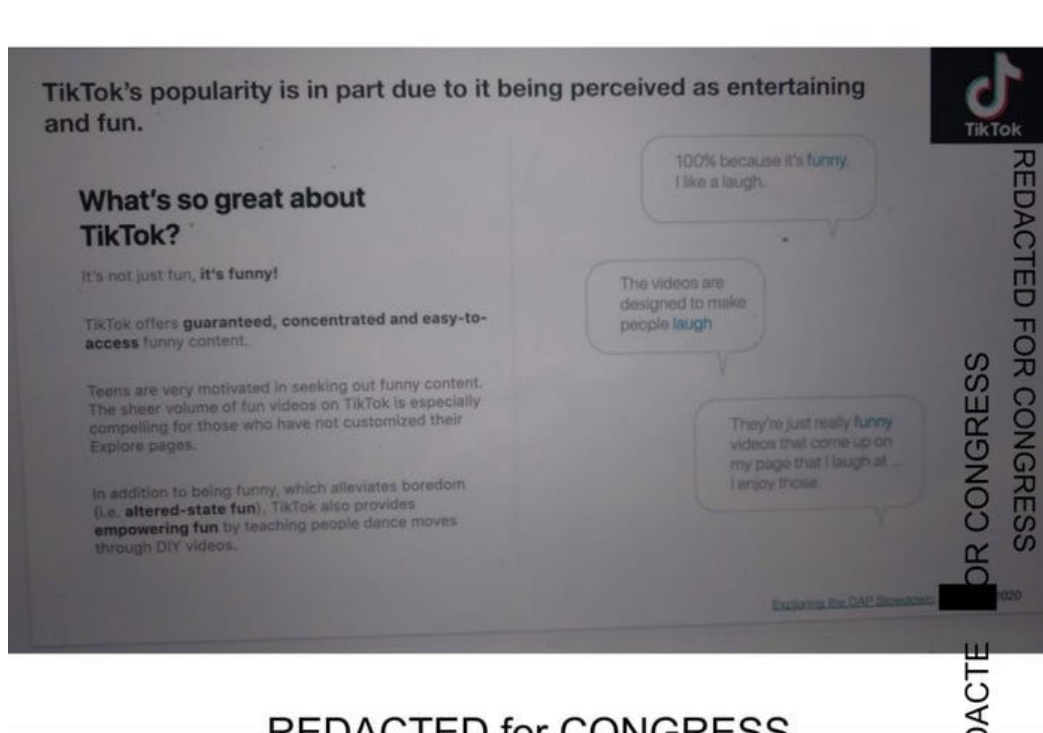 TikTok's popularity is in part due to it being perceived as entertaining
and fun.
TikTok
What's so great about
TikTok?
It's not just fun, it's funny!
TikTok offers guaranteed, concentrated and easy-to-
access funny content.
Teens are very motivated in seeking out funny content.
The sheer volume of fun videos on TikTok is especially
compelling for those who have not customized their
Explore pages.
In addition to being funny, which alleviates boredom
(i.e. altered-state fun), TikTok also provides
empowering fun by teaching people dance moves
through DIY videos.
100% because it's funny.
I like a laugh.
The videos are
designed to make
people laugh
They're just really funny
videos that come up on
my page that I laugh at ...
I enjoy those.
Exploring the DAP Slowdown,
2020
REDACTED FOR CONGRESS
OR CONGRESS
DACTE
REDACTED for CONGRESS